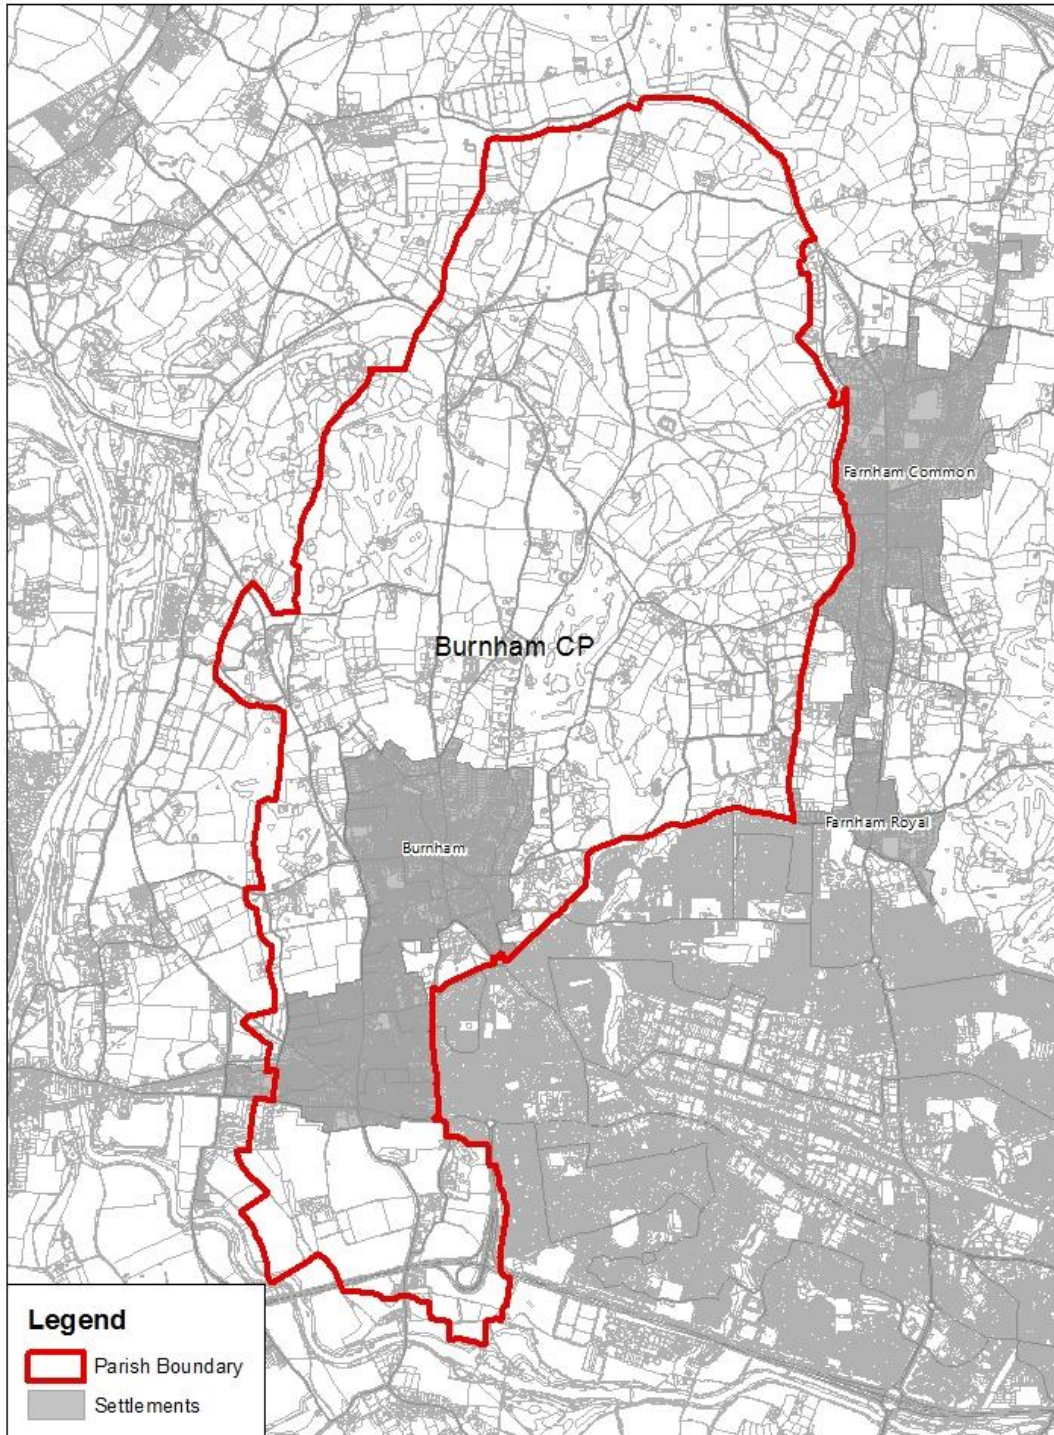 Farnham Common
Burnham CP
Farnham Royal
Burnham
Legend
Parish Boundary
Settlements